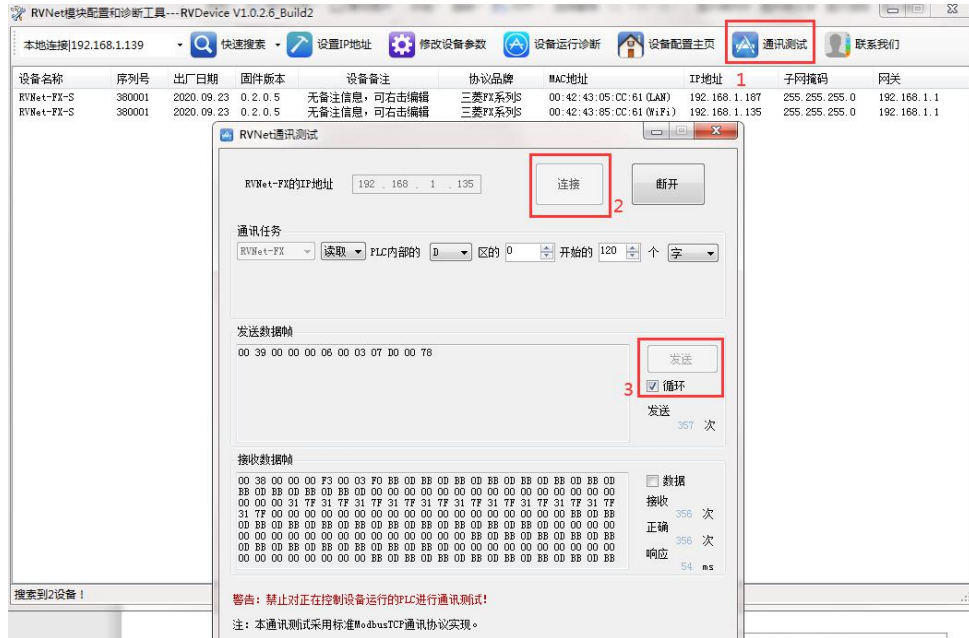 RVNet模块配置和诊断工具---RVDevice V1.0.2.6_Build2
本地连接|192.168.1.139 快速搜索 设置IP地址 修改设备参数 设备运行诊断 设备配置主页 通讯测试 联系我们
设备名称 序列号 出厂日期 固件版本 设备备注 协议品牌 MAC地址 IP地址 1 子网掩码 网关
RVNet-FX-S 380001 2020.09.23 0.2.0.5 无备注信息，可右击编辑 三菱FX系列S 00:42:43:05:CC:61(LAN) 192.168.1.187 255.255.255.0 192.168.1.1
RVNet-FX-S 380001 2020.09.23 0.2.0.5 无备注信息，可右击编辑 三菱FX系列S 00:42:43:85:CC:61(WiFi) 192.168.1.135 255.255.255.0 192.168.1.1
RVNet通讯测试
RVNet-FX的IP地址 192 . 168 . 1 . 135 连接 断开
2
通讯任务
RVNet-FX 读取 PLC内部的 D 区的 0 开始的 120 个 字
发送数据帧
00 39 00 00 00 06 00 03 07 D0 00 78
发送
3 循环
发送
357 次
接收数据帧
00 38 00 00 00 F3 00 03 F0 BB 0D BB 0D BB 0D BB 0D BB 0D BB 0D
BB 0D BB 0D BB 0D BB 0D 00 00 00 00 00 00 00 00 00 00 00 00 00
00 00 00 31 7F 31 7F 31 7F 31 7F 31 7F 31 7F 31 7F 31 7F 31 7F
31 7F 00 00 00 00 00 00 00 00 00 00 00 00 00 00 00 00 BB 0D BB
0D BB 0D BB 0D BB 0D BB 0D BB 0D BB 0D BB 0D BB 0D 00 00 00 00
00 00 00 00 00 00 00 00 00 00 00 00 00 BB 0D BB 0D BB 0D BB 0D BB
0D BB 0D BB 0D BB 0D BB 0D BB 0D 00 00 00 00 00 00 00 00 00
00 00 00 00 00 00 00 BB 0D BB 0D BB 0D BB 0D BB 0D BB 0D BB
数据
接收
356 次
正确
356 次
响应
54 ms
警告：禁止对正在控制设备运行的PLC进行通讯测试！
注：本通讯测试采用标准ModbusTCP通讯协议实现。
搜索到2设备！